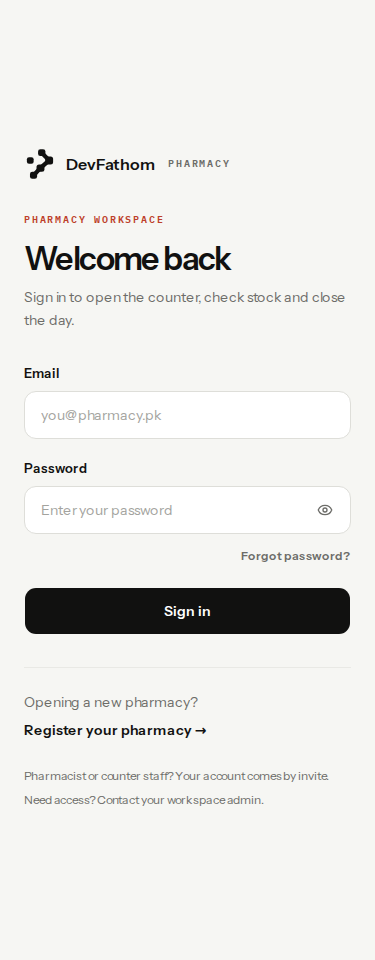 DevFathom PHARMACY
PHARMACY WORKSPACE
Welcome back
Sign in to open the counter, check stock and close
the day.
Email
you@pharmacy.pk
Password
Enter your password
Forgot password?
Sign in
Opening a new pharmacy?
Register your pharmacy →
Pharmacist or counter staff? Your account comes by invite.
Need access? Contact your workspace admin.